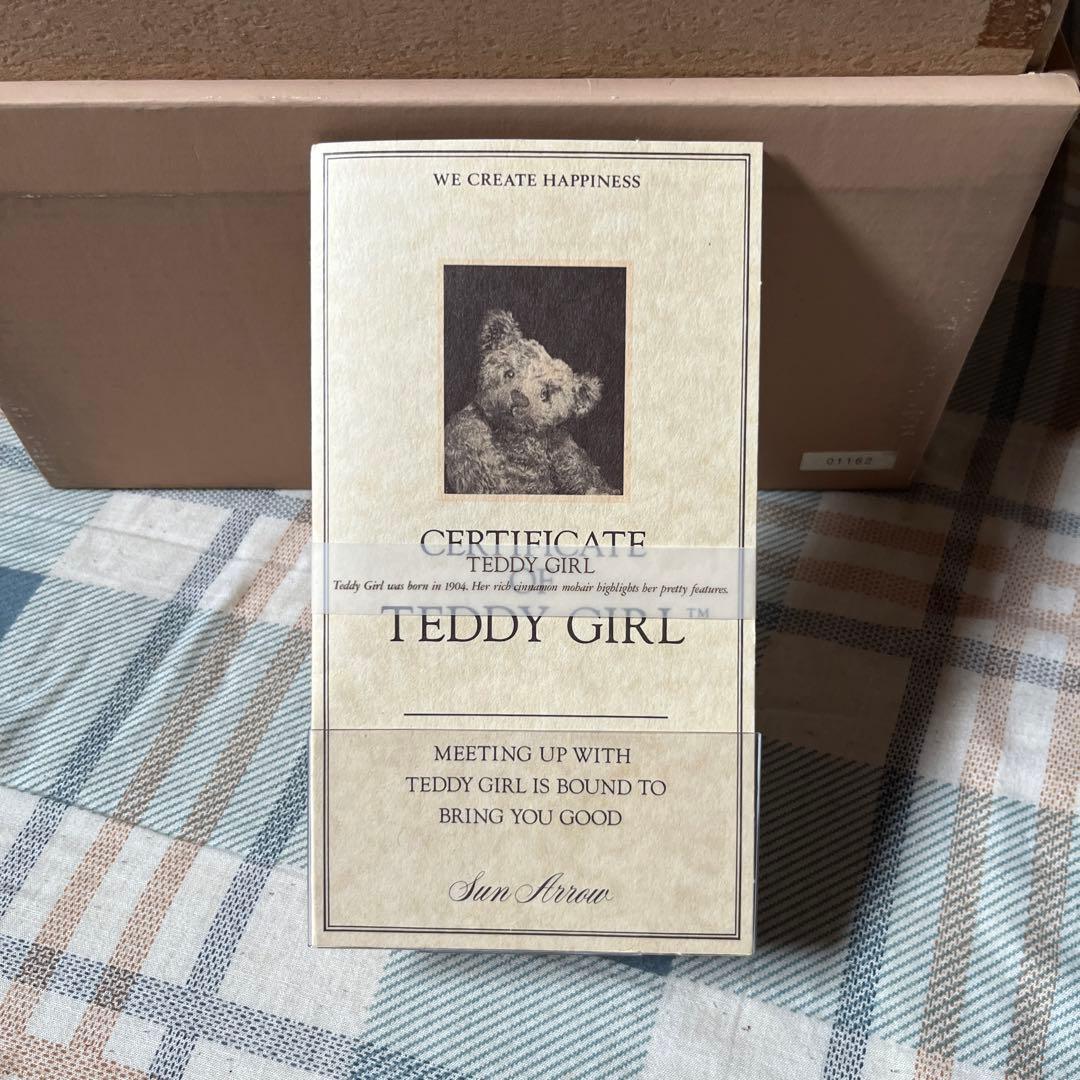 WE CREATE HAPPINESS
CERTIFICATE
OF
TEDDY GIRL
Teddy Girl was born in 1904. Her rich cinnamon mohair highlights her pretty features.
TEDDY GIRL™
MEETING UP WITH
TEDDY GIRL IS BOUND TO
BRING YOU GOOD
Sun Arrow
01162